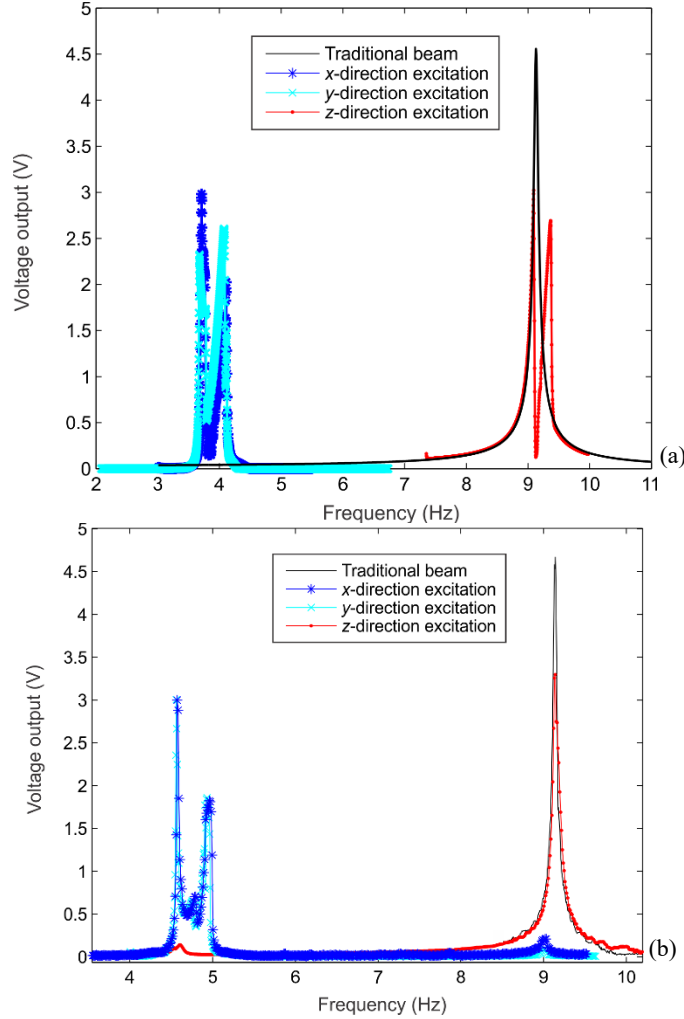 5
4.5
4
3.5
3
2.5
2
1.5
1
0.5
0
Voltage output (V)
Traditional beam
x-direction excitation
y-direction excitation
z-direction excitation
2 3 4 5 6 7 8 9 10 11
Frequency (Hz)
(a)
5
4.5
4
3.5
3
2.5
2
1.5
1
0.5
0
Voltage output (V)
Traditional beam
x-direction excitation
y-direction excitation
z-direction excitation
4 5 6 7 8 9 10
Frequency (Hz)
(b)